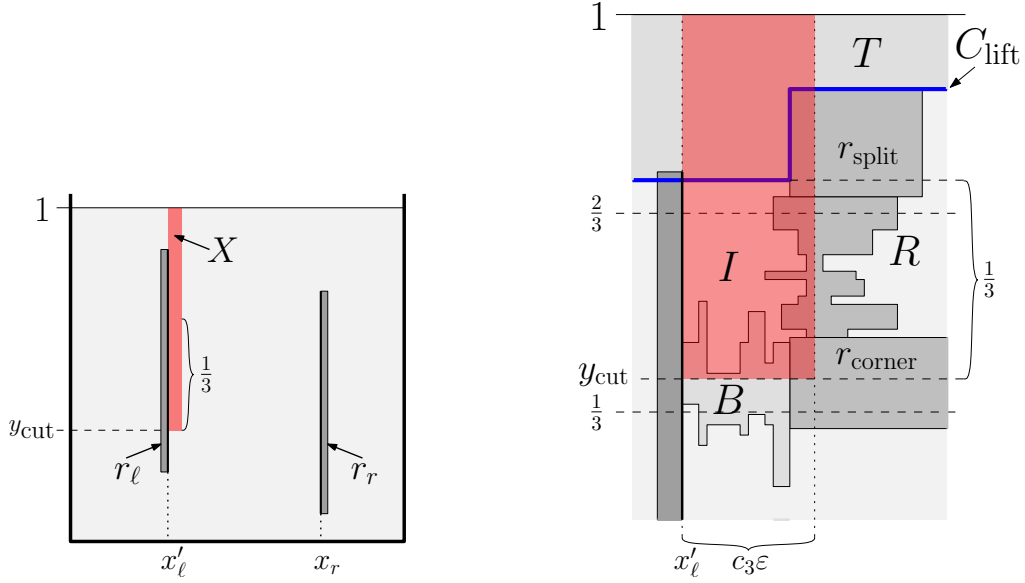 1
X
1/3
y_cut
r_ℓ
r_r
x′_ℓ
x_r
1
T
C_lift
r_split
2/3
I
R
1/3
r_corner
y_cut
B
1/3
x′_ℓ
c_3ε